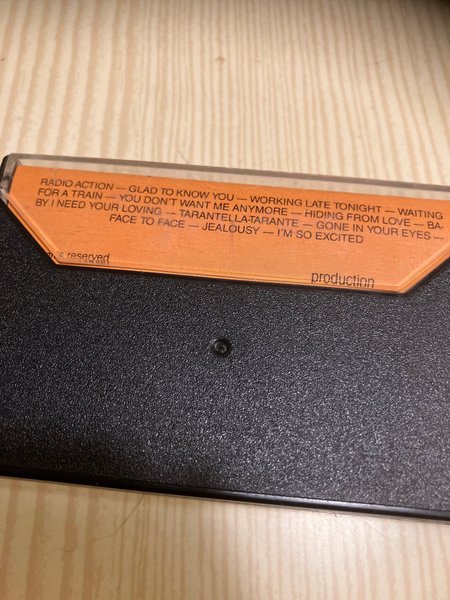 RADIO ACTION — GLAD TO KNOW YOU — WORKING LATE TONIGHT — WAITING
FOR A TRAIN — YOU DON'T WANT ME ANYMORE — HIDING FROM LOVE — BA-
BY I NEED YOUR LOVING — TARANTELLA-TARANTE — GONE IN YOUR EYES —
FACE TO FACE — JEALOUSY — I'M SO EXCITED
reserved
production